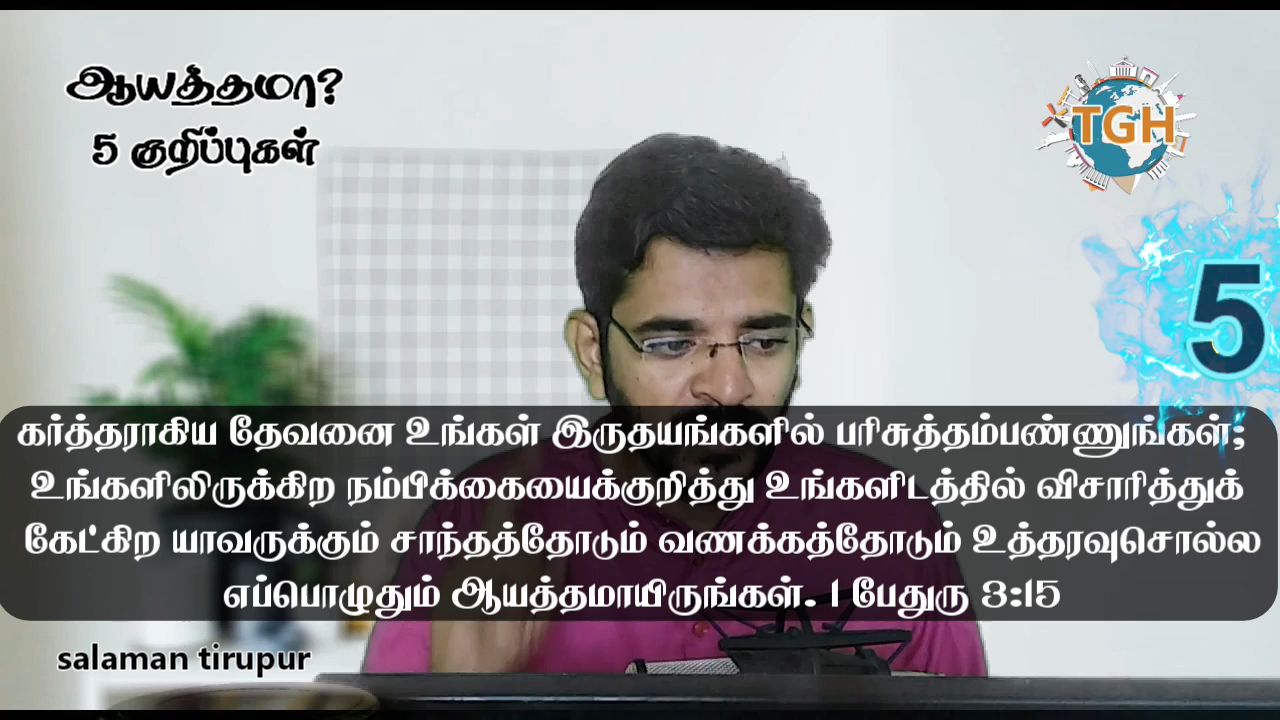 ஆயத்தமா?
5 குறிப்புகள்
TGH
5
கர்த்தராகிய தேவனை உங்கள் இருதயங்களில் பரிசுத்தம்பண்ணுங்கள்;
உங்களிலிருக்கிற நம்பிக்கையைக்குறித்து உங்களிடத்தில் விசாரித்துக்
கேட்கிற யாவருக்கும் சாந்தத்தோடும் வணக்கத்தோடும் உத்தரவுசொல்ல
எப்பொழுதும் ஆயத்தமாயிருங்கள். 1 பேதுரு 3:15
salaman tirupur